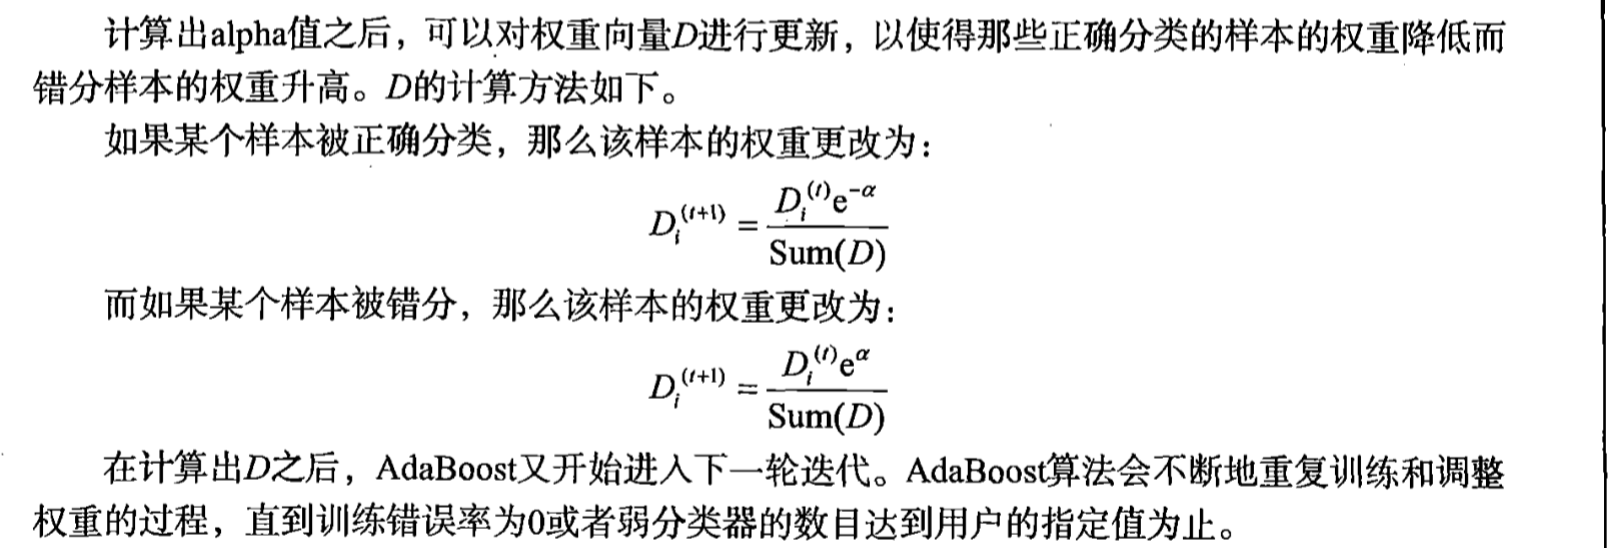 计算出alpha值之后，可以对权重向量D进行更新，以使得那些正确分类的样本的权重降低而
错分样本的权重升高。D的计算方法如下。
如果某个样本被正确分类，那么该样本的权重更改为：
D_i^(t+1) = D_i^(t) e^-α / Sum(D)
而如果某个样本被错分，那么该样本的权重更改为：
D_i^(t+1) = D_i^(t) e^α / Sum(D)
在计算出D之后，AdaBoost又开始进入下一轮迭代。AdaBoost算法会不断地重复训练和调整
权重的过程，直到训练错误率为0或者弱分类器的数目达到用户的指定值为止。